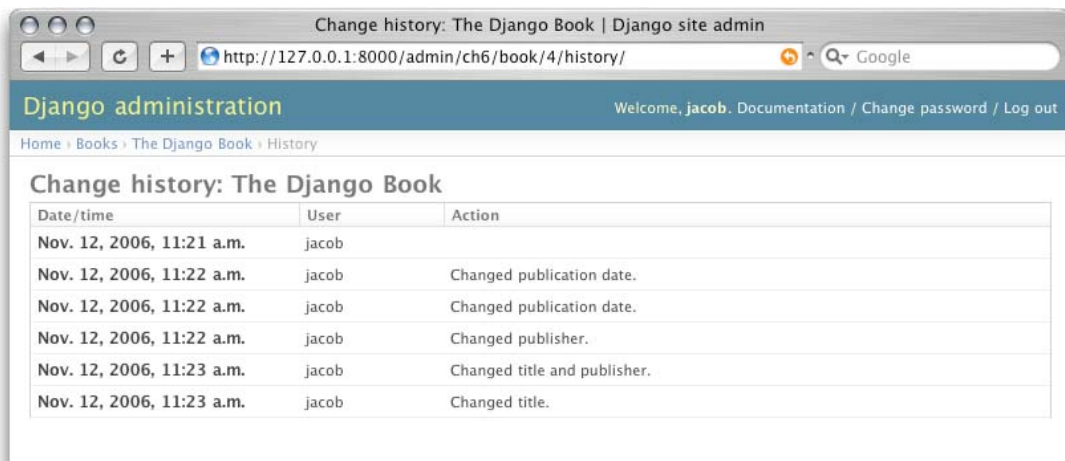 Change history: The Django Book | Django site admin
http://127.0.0.1:8000/admin/ch6/book/4/history/ Google
Django administration Welcome, jacob. Documentation / Change password / Log out
Home › Books › The Django Book › History
Change history: The Django Book
Date/time User Action
Nov. 12, 2006, 11:21 a.m. jacob
Nov. 12, 2006, 11:22 a.m. jacob Changed publication date.
Nov. 12, 2006, 11:22 a.m. jacob Changed publication date.
Nov. 12, 2006, 11:22 a.m. jacob Changed publisher.
Nov. 12, 2006, 11:23 a.m. jacob Changed title and publisher.
Nov. 12, 2006, 11:23 a.m. jacob Changed title.